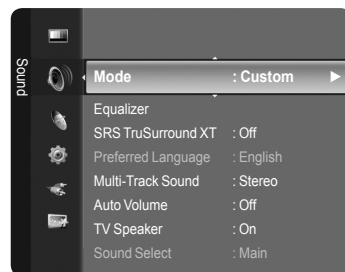 Sound
Mode : Custom ►
Equalizer
SRS TruSurround XT : Off
Preferred Language : English
Multi-Track Sound : Stereo
Auto Volume : Off
TV Speaker : On
Sound Select : Main